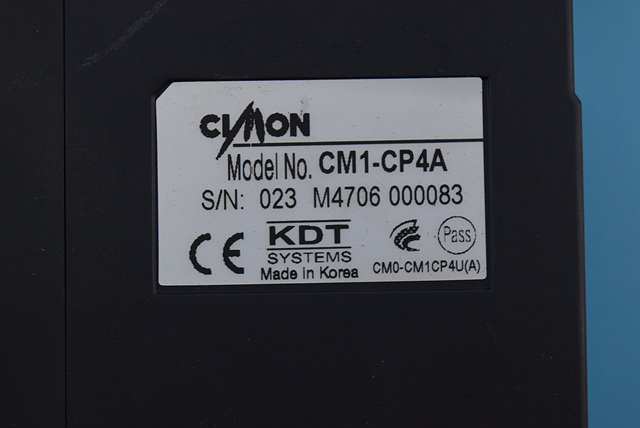 CIMON
Model No. CM1-CP4A
S/N: 023 M4706 000083
CE
KDT
SYSTEMS
Made in Korea
Pass
CM0-CM1CP4U(A)